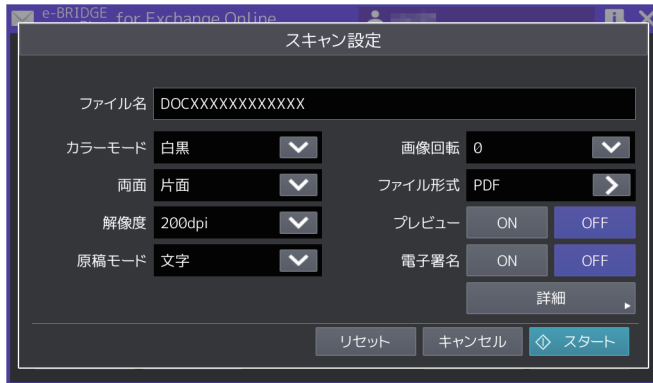 e-BRIDGE for Exchange Online
スキャン設定
ファイル名 DOCXXXXXXXXXXXX
カラーモード 白黒 画像回転 0
両面 片面 ファイル形式 PDF
解像度 200dpi プレビュー ON OFF
原稿モード 文字 電子署名 ON OFF
詳細
リセット キャンセル スタート